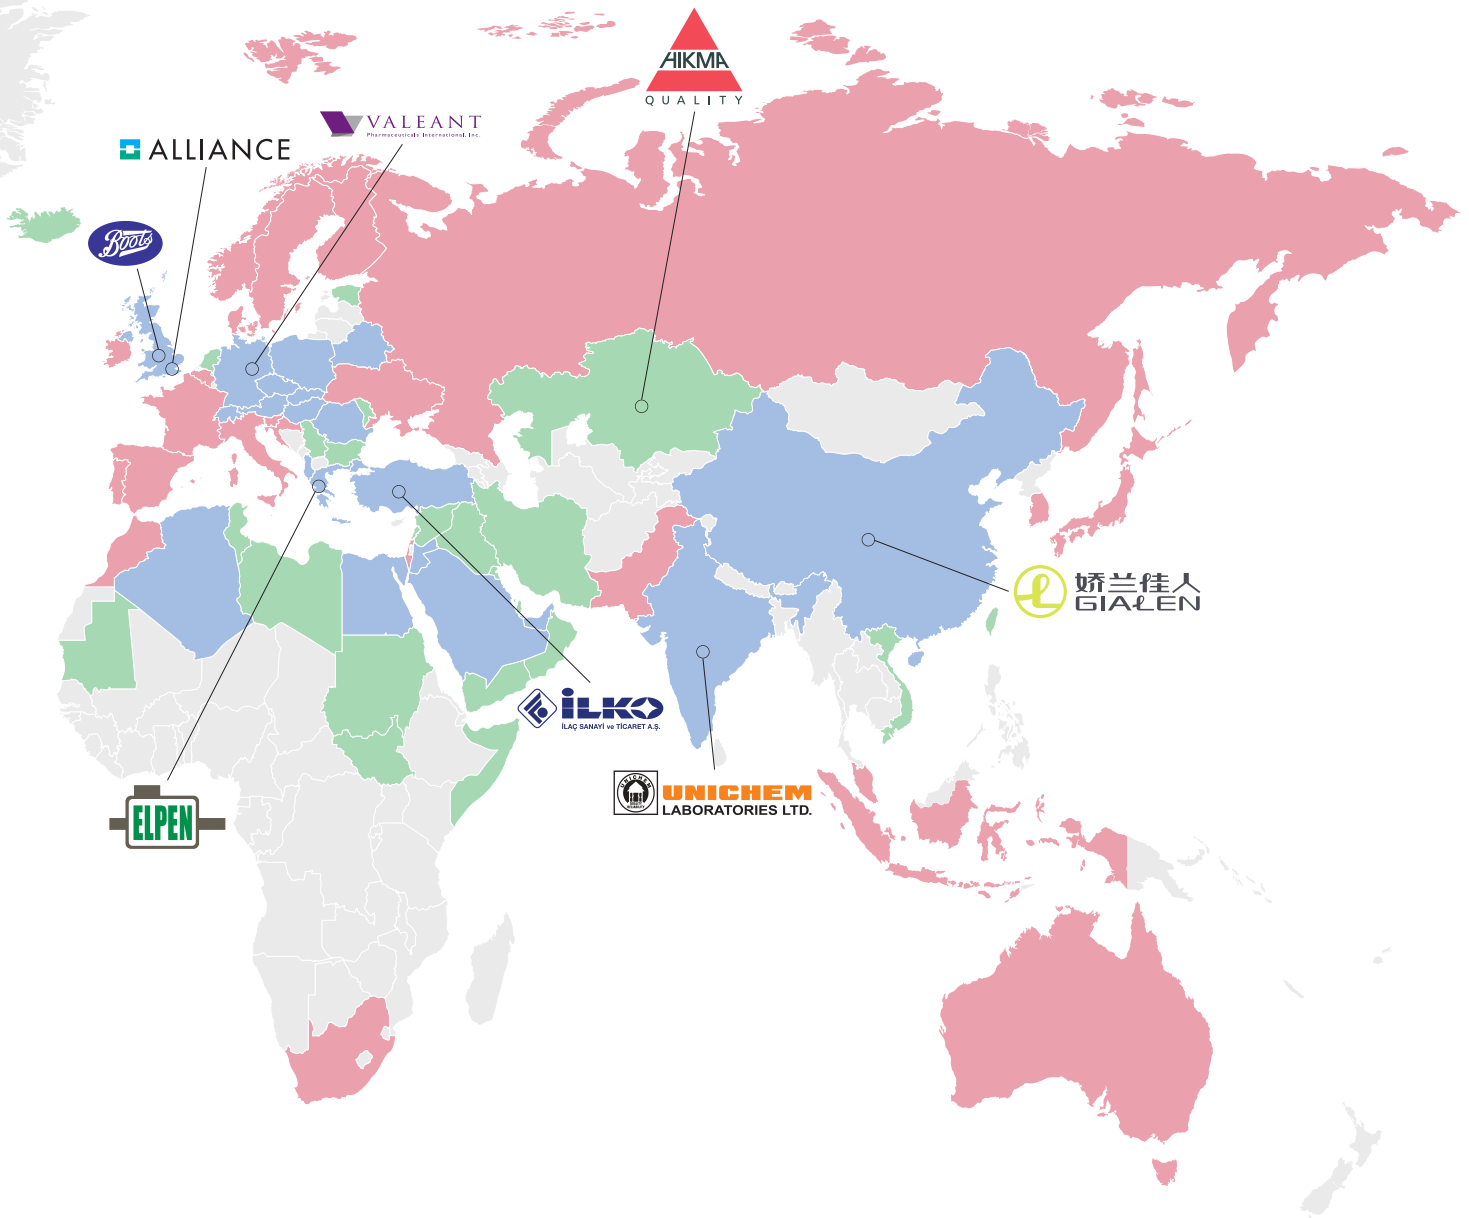 HIKMA
QUALITY
VALEANT
Pharmaceuticals International, Inc.
ALLIANCE
Boots
娇兰佳人
GIALEN
İLKO
İLAÇ SANAYİ ve TİCARET A.Ş.
UNICHEM
UNICHEM
LABORATORIES LTD.
ELPEN